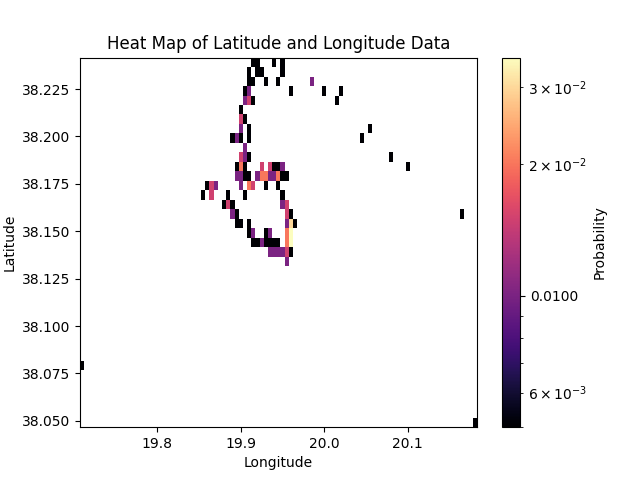 Heat Map of Latitude and Longitude Data
38.225
38.200
38.175
38.150
38.125
38.100
38.075
38.050
Latitude
19.8 19.9 20.0 20.1
Longitude
3 × 10⁻²
2 × 10⁻²
0.0100
6 × 10⁻³
Probability